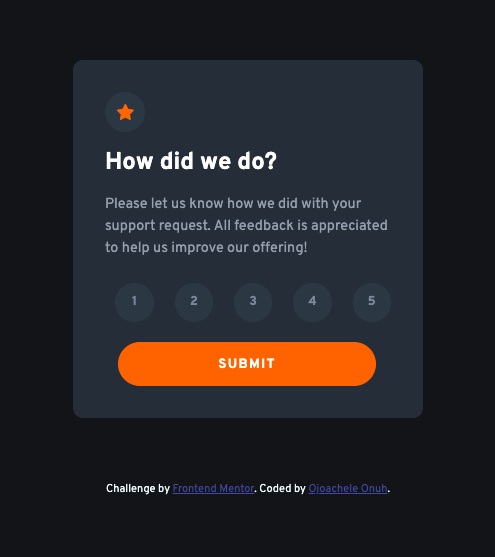 How did we do?
Please let us know how we did with your
support request. All feedback is appreciated
to help us improve our offering!
1 2 3 4 5
SUBMIT
Challenge by Frontend Mentor. Coded by Ojoachele Onuh.